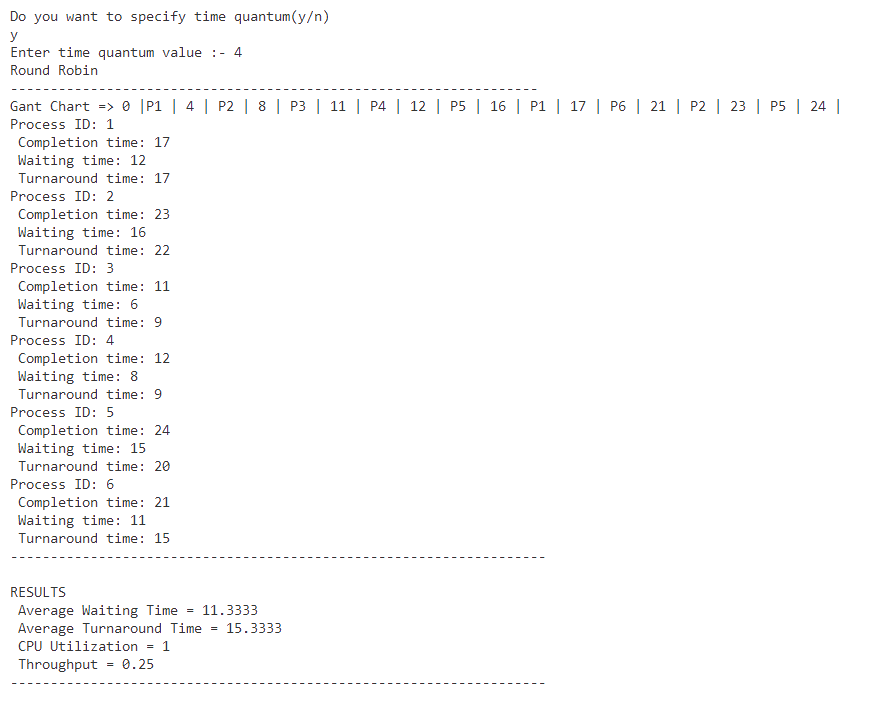 Do you want to specify time quantum(y/n)
y
Enter time quantum value :- 4
Round Robin
------------------------------------------------------------------
Gant Chart => 0 |P1 | 4 | P2 | 8 | P3 | 11 | P4 | 12 | P5 | 16 | P1 | 17 | P6 | 21 | P2 | 23 | P5 | 24 |
Process ID: 1
Completion time: 17
Waiting time: 12
Turnaround time: 17
Process ID: 2
Completion time: 23
Waiting time: 16
Turnaround time: 22
Process ID: 3
Completion time: 11
Waiting time: 6
Turnaround time: 9
Process ID: 4
Completion time: 12
Waiting time: 8
Turnaround time: 9
Process ID: 5
Completion time: 24
Waiting time: 15
Turnaround time: 20
Process ID: 6
Completion time: 21
Waiting time: 11
Turnaround time: 15
-------------------------------------------------------------------
RESULTS
Average Waiting Time = 11.3333
Average Turnaround Time = 15.3333
CPU Utilization = 1
Throughput = 0.25
-------------------------------------------------------------------